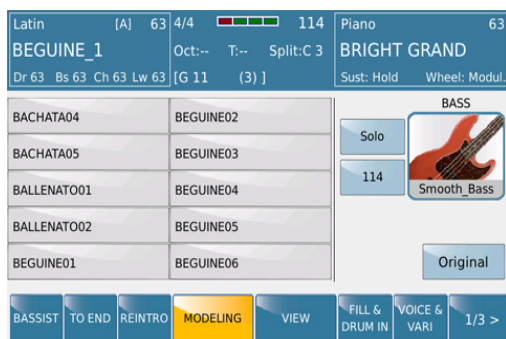 Latin [A] 63
BEGUINE_1
Dr 63 Bs 63 Ch 63 Lw 63
4/4 114
Oct:-- T:-- Split:C 3
[G 11 (3) ]
Piano 63
BRIGHT GRAND
Sust: Hold Wheel: Modul.
BACHATA04
BACHATA05
BALLENATO01
BALLENATO02
BEGUINE01
BEGUINE02
BEGUINE03
BEGUINE04
BEGUINE05
BEGUINE06
BASS
Solo
114
Smooth_Bass
Original
BASSIST
TO END
REINTRO
MODELING
VIEW
FILL &
DRUM IN
VOICE &
VARI
1/3 >